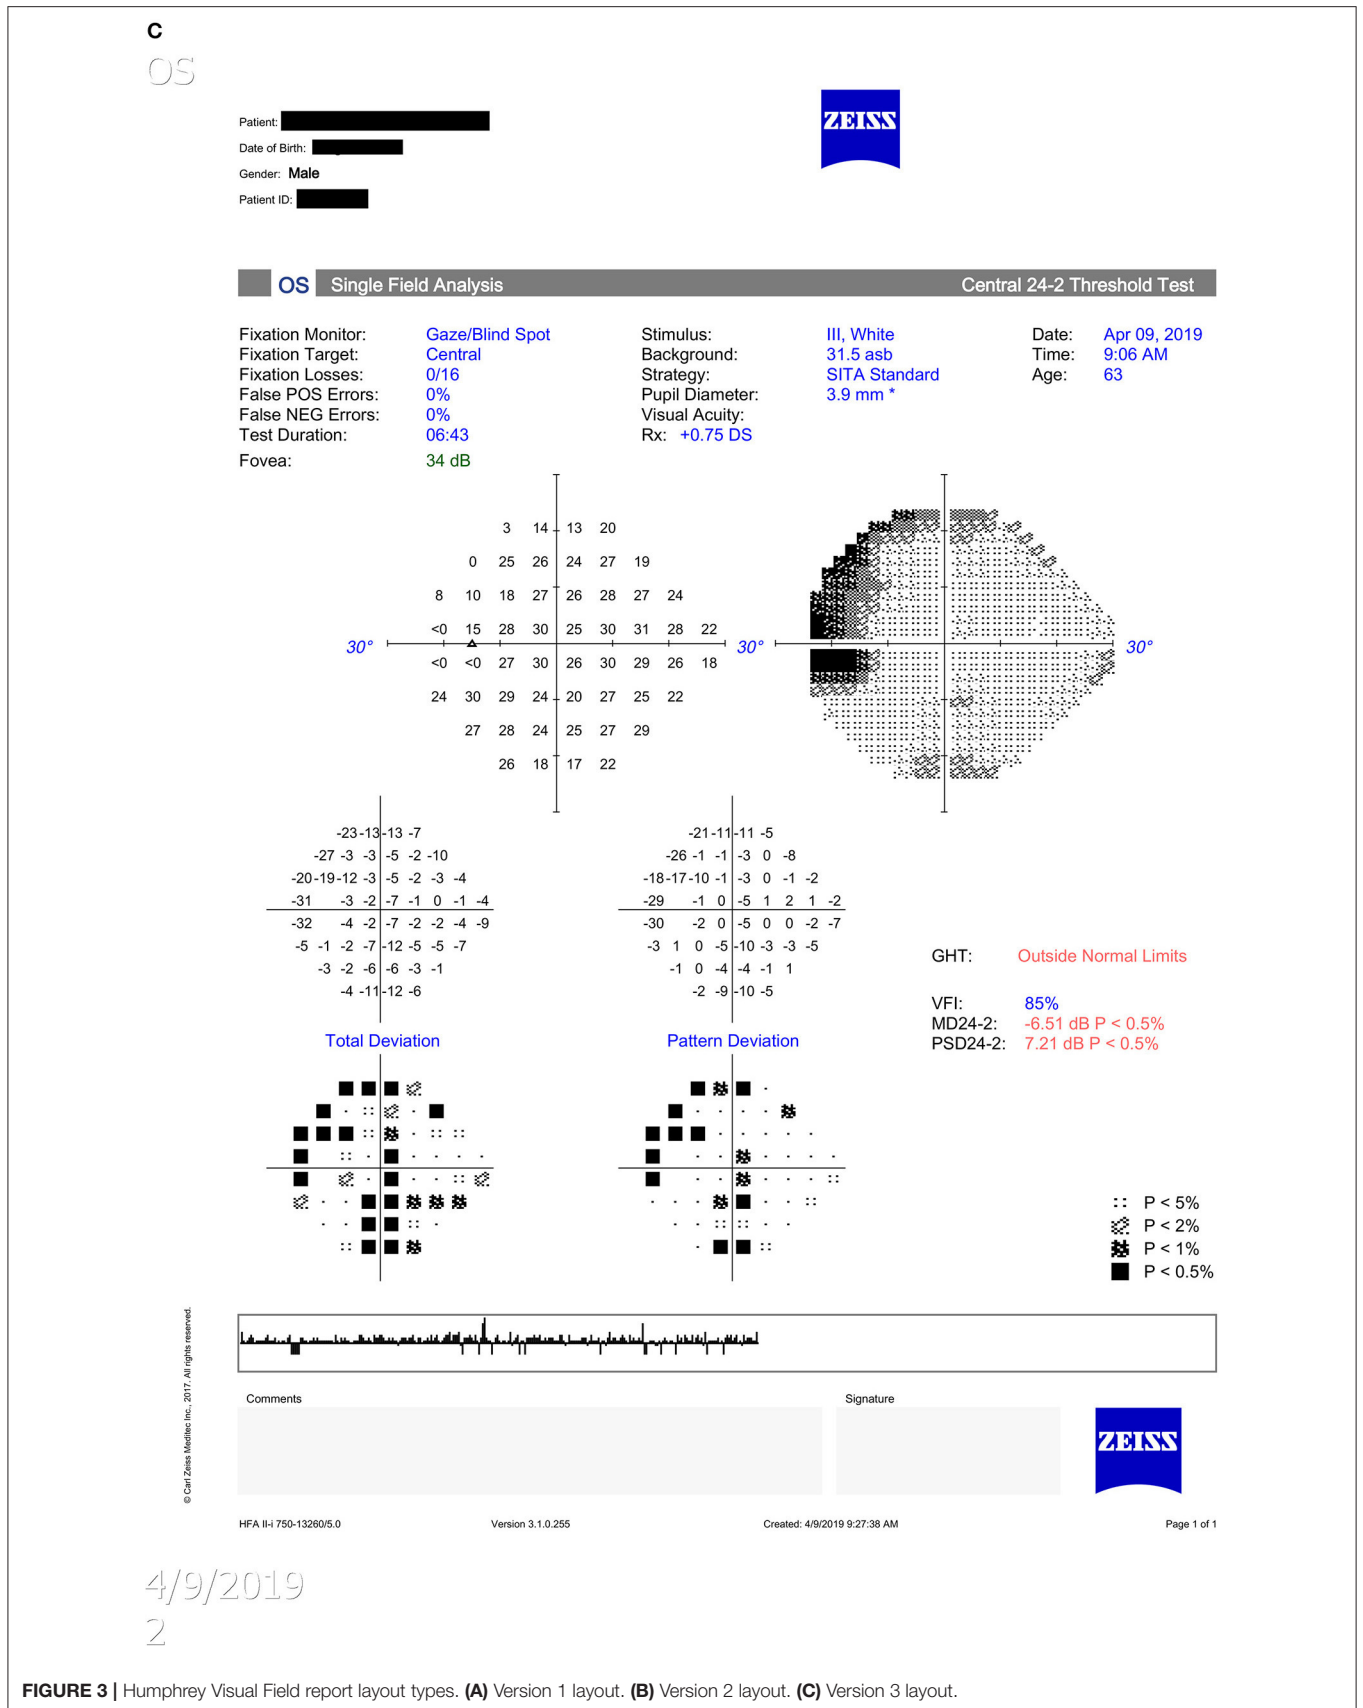 C
OS
Patient:
ZEISS
Date of Birth:
Gender: Male
Patient ID:
OS Single Field Analysis Central 24-2 Threshold Test
Fixation Monitor: Gaze/Blind Spot Stimulus: III, White Date: Apr 09, 2019
Fixation Target: Central Background: 31.5 asb Time: 9:06 AM
Fixation Losses: 0/16 Strategy: SITA Standard Age: 63
False POS Errors: 0% Pupil Diameter: 3.9 mm *
False NEG Errors: 0% Visual Acuity:
Test Duration: 06:43 Rx: +0.75 DS
Fovea: 34 dB
3 14 13 20
0 25 26 24 27 19
8 10 18 27 26 28 27 24
<0 15 28 30 25 30 31 28 22
30° 30° 30°
<0 <0 27 30 26 30 29 26 18
24 30 29 24 20 27 25 22
27 28 24 25 27 29
26 18 17 22
-23 -13 -13 -7 -21 -11 -11 -5
-27 -3 -3 -5 -2 -10 -26 -1 -1 -3 0 -8
-20 -19 -12 -3 -5 -2 -3 -4 -18 -17 -10 -1 -3 0 -1 -2
-31 -3 -2 -7 -1 0 -1 -4 -29 -1 0 -5 1 2 1 -2
-32 -4 -2 -7 -2 -2 -4 -9 -30 -2 0 -5 0 0 -2 -7
-5 -1 -2 -7 -12 -5 -5 -7 -3 1 0 -5 -10 -3 -3 -5
GHT: Outside Normal Limits
-3 -2 -6 -6 -3 -1 -1 0 -4 -4 -1 1
-4 -11 -12 -6 -2 -9 -10 -5
VFI: 85%
MD24-2: -6.51 dB P < 0.5%
PSD24-2: 7.21 dB P < 0.5%
Total Deviation Pattern Deviation
P < 5%
P < 2%
P < 1%
P < 0.5%
© Carl Zeiss Meditec Inc., 2017. All rights reserved.
Comments Signature
ZEISS
HFA II-i 750-13260/5.0 Version 3.1.0.255 Created: 4/9/2019 9:27:38 AM Page 1 of 1
4/9/2019
2
FIGURE 3 | Humphrey Visual Field report layout types. (A) Version 1 layout. (B) Version 2 layout. (C) Version 3 layout.